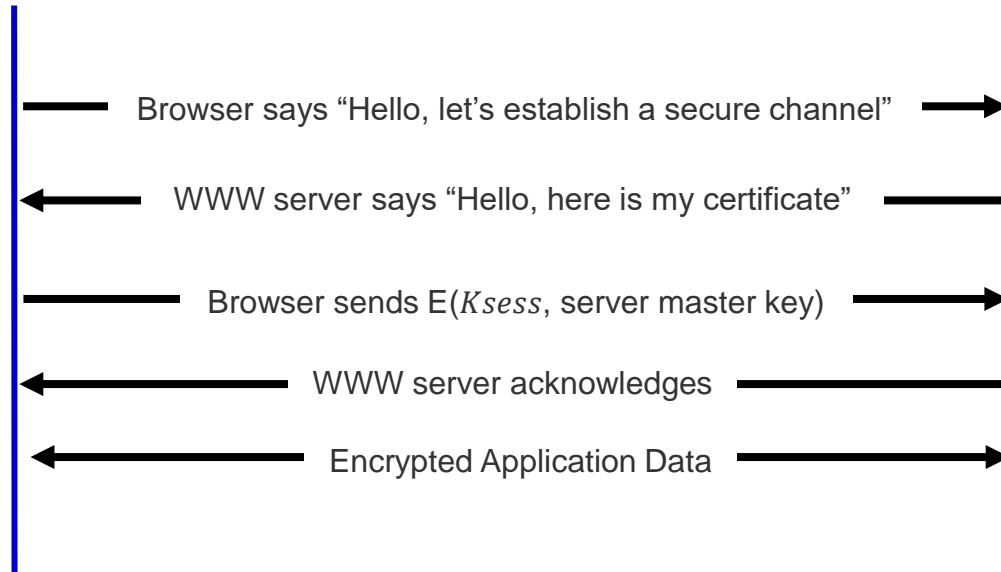 Browser says “Hello, let’s establish a secure channel”
WWW server says “Hello, here is my certificate”
Browser sends E(𝐾𝑠𝑒𝑠𝑠, server master key)
WWW server acknowledges
Encrypted Application Data